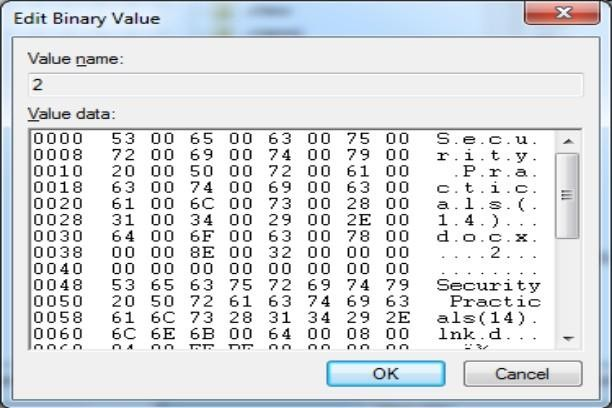 Edit Binary Value
Value name:
2
Value data:
0000 53 00 65 00 63 00 75 00 S.e.c.u.
0008 72 00 69 00 74 00 79 00 r.i.t.y.
0010 20 00 50 00 72 00 61 00 .P.r.a.
0018 63 00 74 00 69 00 63 00 c.t.i.c.
0020 61 00 6C 00 73 00 28 00 a.l.s.(.
0028 31 00 34 00 29 00 2E 00 1.4.)...
0030 64 00 6F 00 63 00 78 00 d.o.c.x.
0038 00 00 8E 00 32 00 00 00 ....2...
0040 00 00 00 00 00 00 00 00 ........
0048 53 65 63 75 72 69 74 79 Security
0050 20 50 72 61 63 74 69 63 Practic
0058 61 6C 73 28 31 34 29 2E als(14).
0060 6C 6E 6B 00 64 00 08 00 lnk.d...
OK Cancel